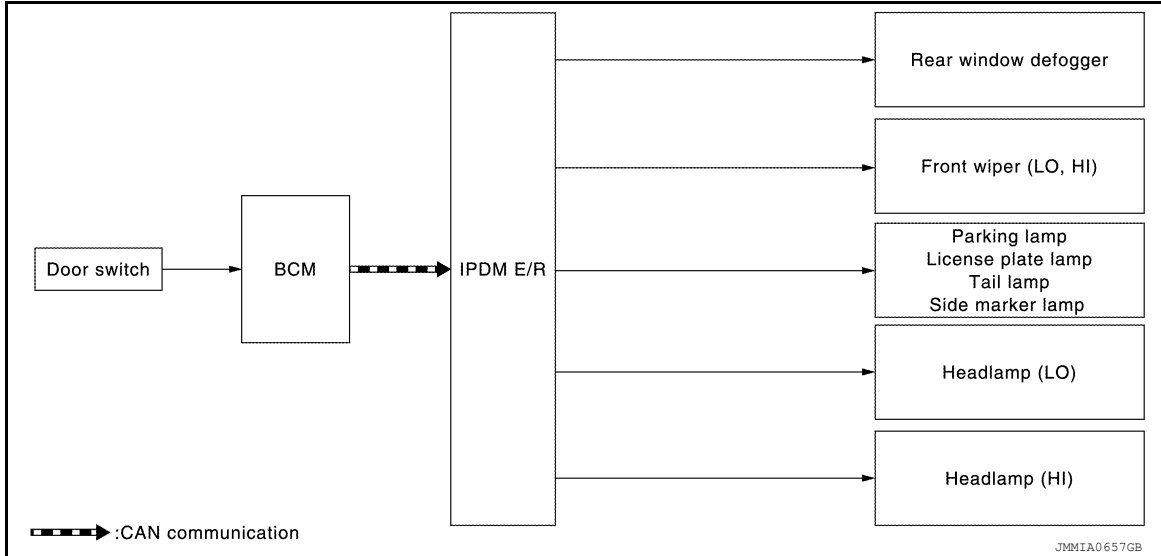 Door switch
BCM
IPDM E/R
Rear window defogger
Front wiper (LO, HI)
Parking lamp
License plate lamp
Tail lamp
Side marker lamp
Headlamp (LO)
Headlamp (HI)
:CAN communication
JMMIA0657GB